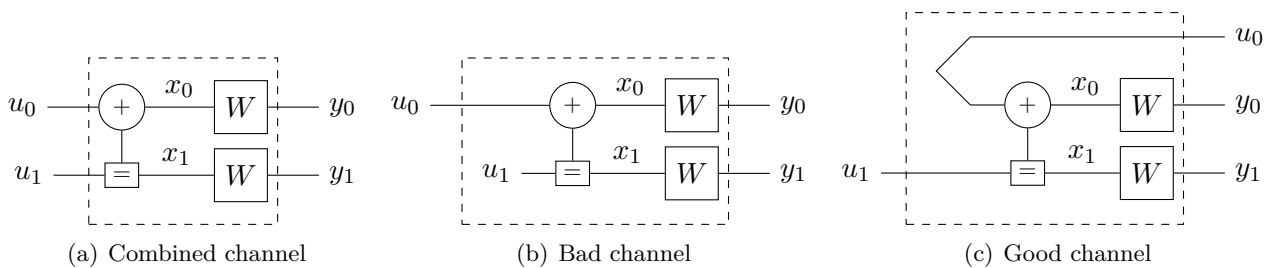 u₀ + x₀ W y₀
u₁ = x₁ W y₁
(a) Combined channel
u₀ + x₀ W y₀
u₁ = x₁ W y₁
(b) Bad channel
u₀
+ x₀ W y₀
u₁ = x₁ W y₁
(c) Good channel